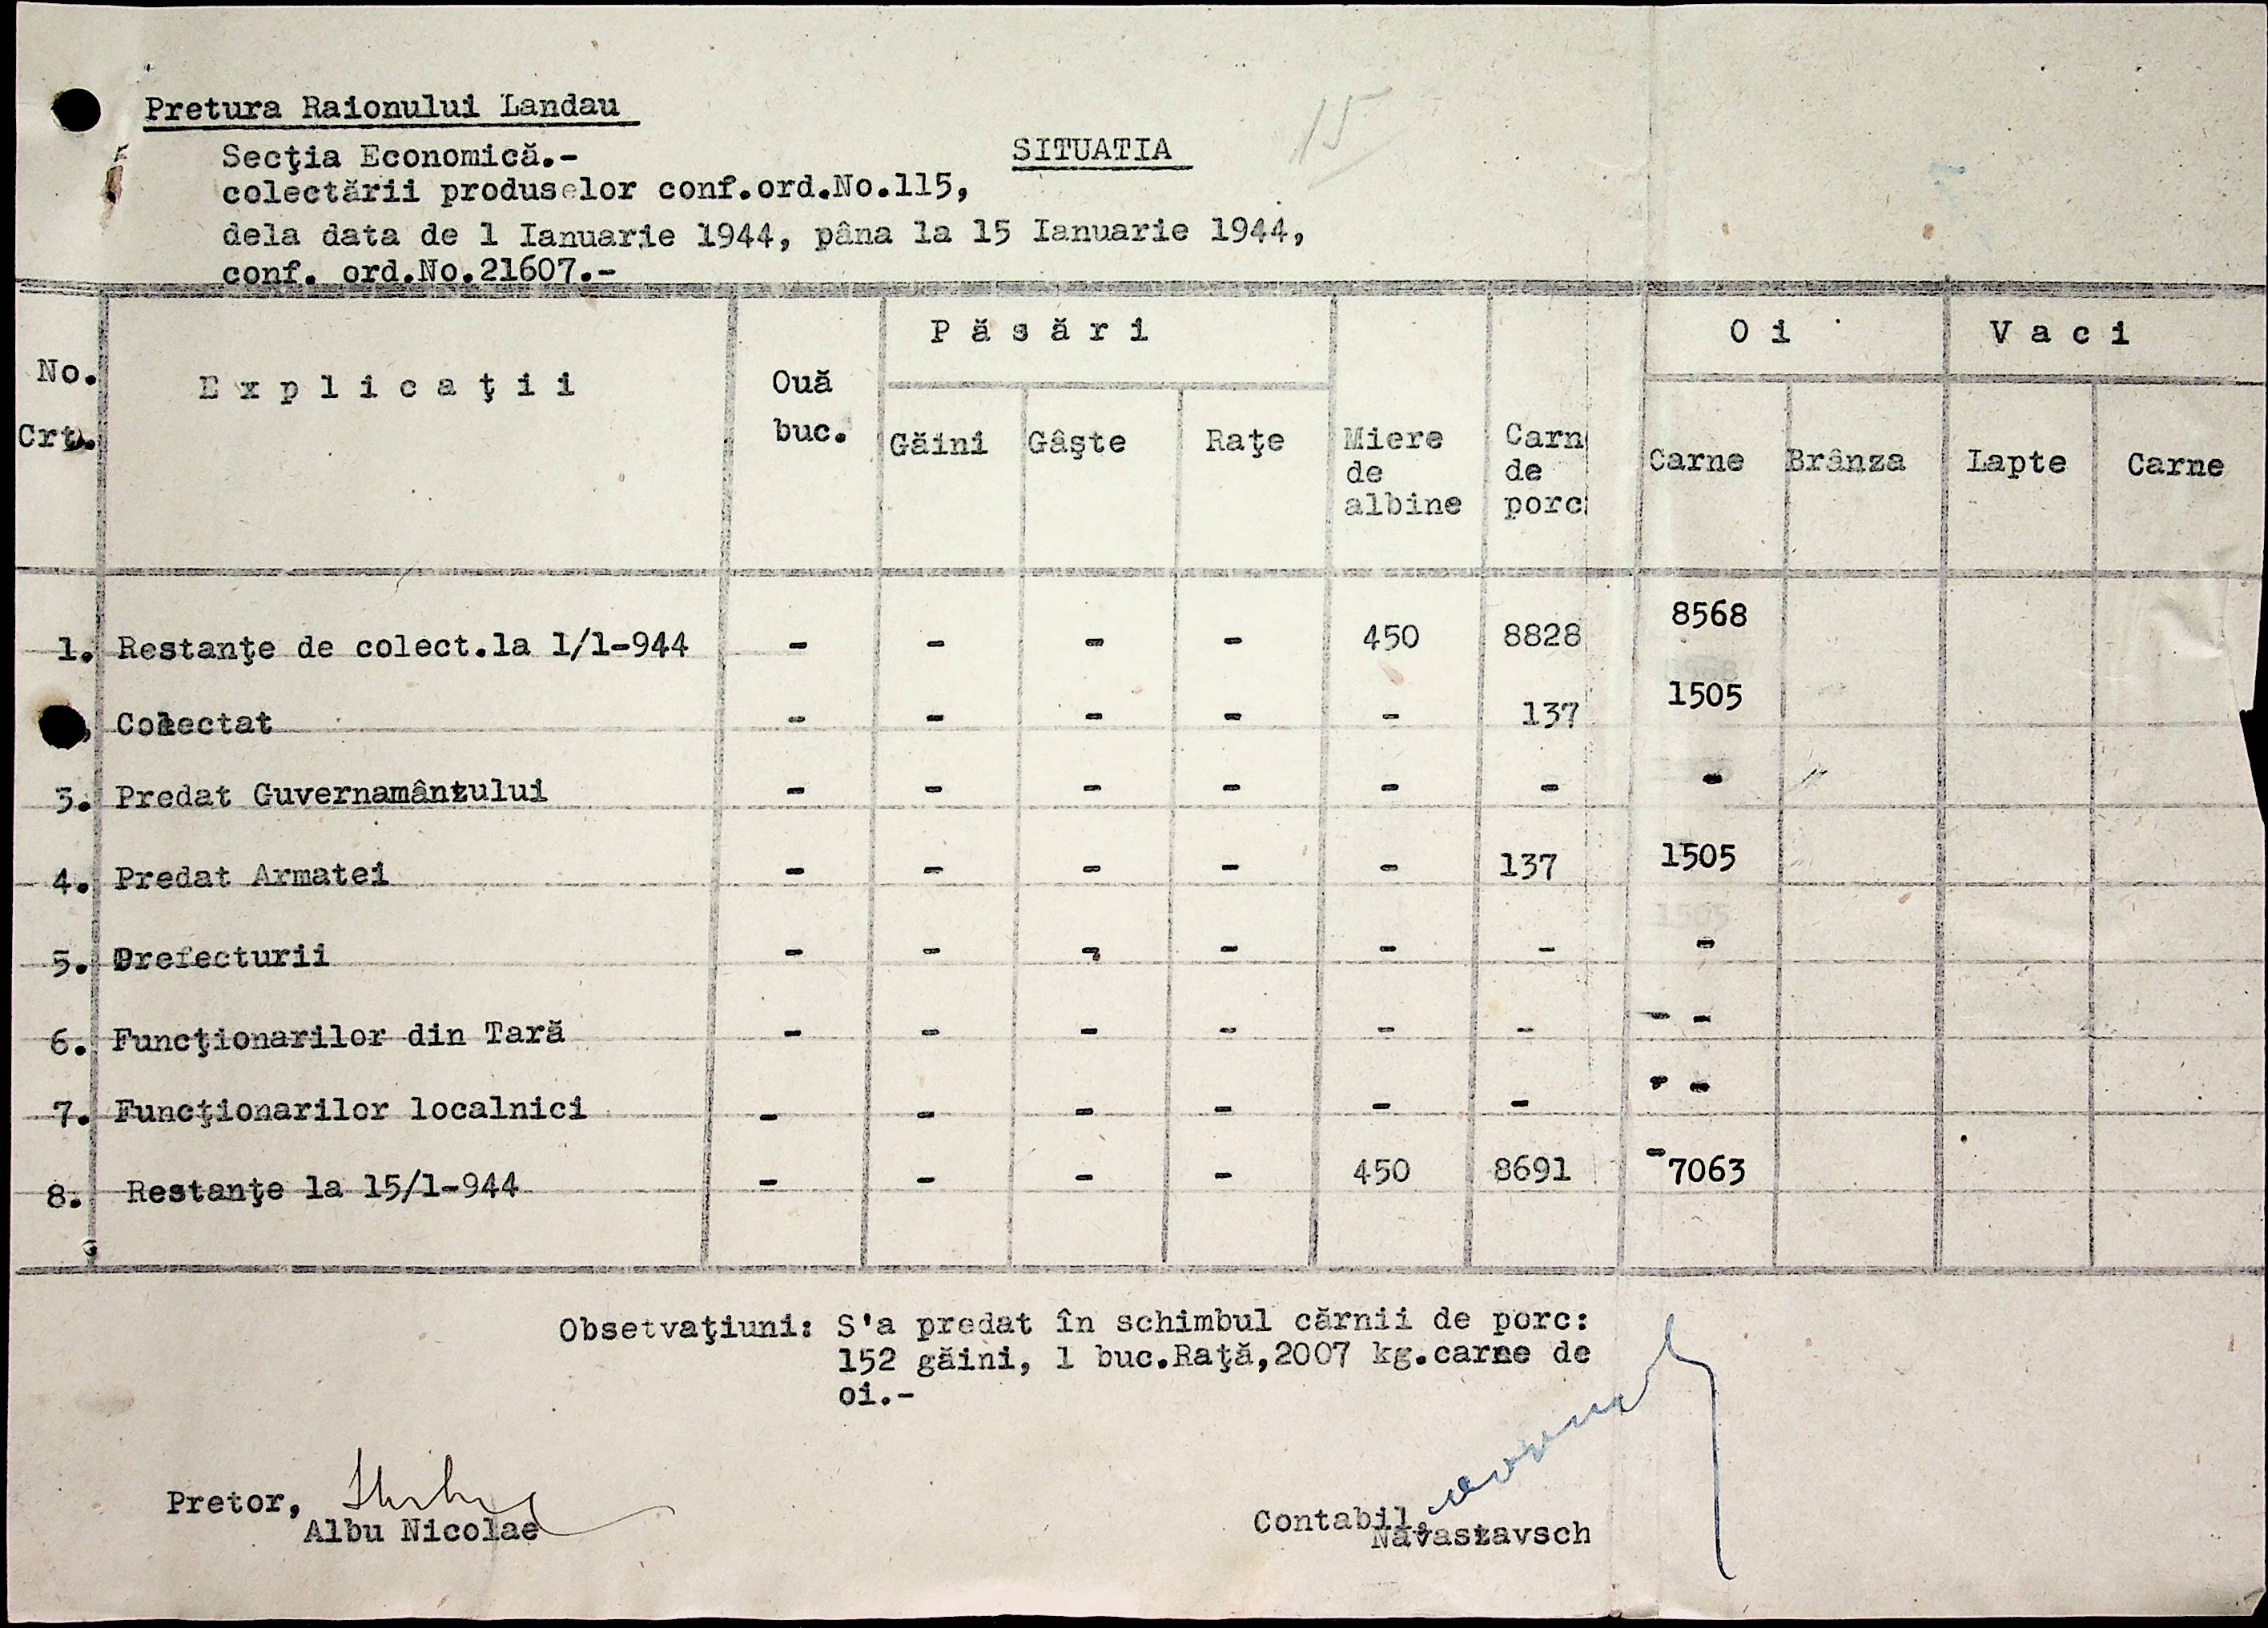 Pretura Raionului Landau
15
Secţia Economică.-
SITUATIA
colectării produselor conf.ord.No.115,
dela data de 1 Ianuarie 1944, pâna la 15 Ianuarie 1944,
conf. ord.No.21607.-
No. Crt. Explicaţii Ouă buc. Păsări Găini Gâşte Raţe Miere de albine Carn de porc Oi Carne Brânza Vaci Lapte Carne
1. Restanţe de colect.la 1/1-944 - - - - 450 8828 8568
Colectat - - - - - 137 1505
3. Predat Guvernamântului - - - - - - -
4. Predat Armatei - - - - - 137 1505
5. Prefecturii - - - - - - -
6. Funcţionarilor din Tară - - - - - - - -
7. Funcţionarilor localnici - - - - - - - -
8. Restanţe la 15/1-944 - - - - 450 8691 -7063
Obsetvaţiuni: S'a predat în schimbul cărnii de porc:
152 găini, 1 buc.Raţă,2007 kg.carne de
oi.-
Pretor,
Albu Nicolae
Contabil,
Navastavsch